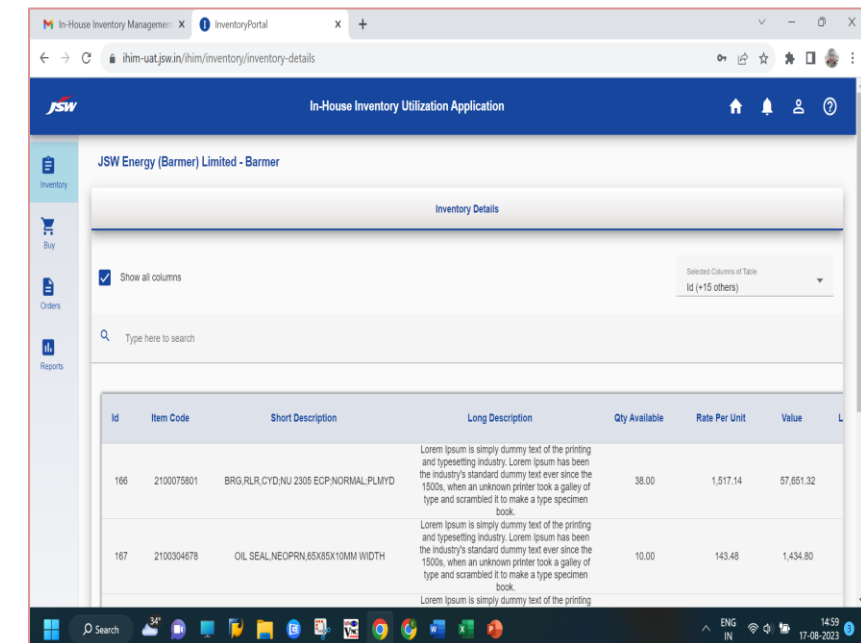 In-House Inventory Management
InventoryPortal
ihim-uat.jsw.in/ihim/inventory/inventory-details
JSW
In-House Inventory Utilization Application
Inventory
Buy
Orders
Reports
JSW Energy (Barmer) Limited - Barmer
Inventory Details
Show all columns
Selected Columns of Table
Id (+15 others)
Type here to search
Id Item Code Short Description Long Description Qty Available Rate Per Unit Value L
Lorem Ipsum is simply dummy text of the printing
and typesetting industry. Lorem Ipsum has been
the industry's standard dummy text ever since the
166 2100075801 BRG,RLR,CYD;NU 2305 ECP;NORMAL;PLMYD 38.00 1,517.14 57,651.32
1500s, when an unknown printer took a galley of
type and scrambled it to make a type specimen
book.
Lorem Ipsum is simply dummy text of the printing
and typesetting industry. Lorem Ipsum has been
the industry's standard dummy text ever since the
167 2100304678 OIL SEAL,NEOPRN,65X85X10MM WIDTH 10.00 143.48 1,434.80
1500s, when an unknown printer took a galley of
type and scrambled it to make a type specimen
book.
Lorem Ipsum is simply dummy text of the printing
Search
34°
ENG
IN
14:59
17-08-2023